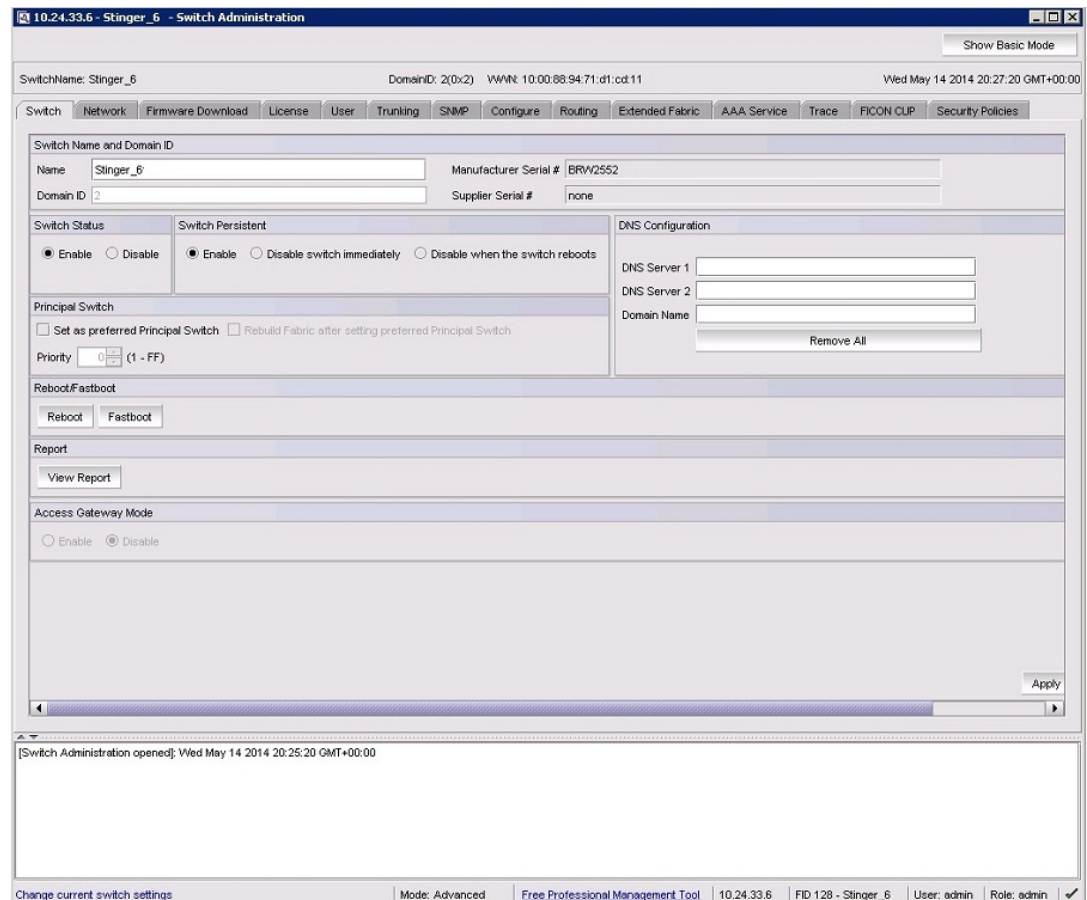 10.24.33.6 - Stinger_6 - Switch Administration
Show Basic Mode
SwitchName: Stinger_6 DomainID: 2(0x2) WWN: 10:00:88:94:71:d1:cd:11 Wed May 14 2014 20:27:20 GMT+00:00
Switch Network Firmware Download License User Trunking SNMP Configure Routing Extended Fabric AAA Service Trace FICON CUP Security Policies
Switch Name and Domain ID
Name Stinger_6 Manufacturer Serial # BRW2552
Domain ID 2 Supplier Serial # none
Switch Status Switch Persistent DNS Configuration
Enable Disable Enable Disable switch immediately Disable when the switch reboots
DNS Server 1
DNS Server 2
Domain Name
Remove All
Principal Switch
Set as preferred Principal Switch Rebuild Fabric after setting preferred Principal Switch
Priority 0 (1 - FF)
Reboot/Fastboot
Reboot Fastboot
Report
View Report
Access Gateway Mode
Enable Disable
Apply
[Switch Administration opened]: Wed May 14 2014 20:25:20 GMT+00:00
Change current switch settings Mode: Advanced Free Professional Management Tool 10.24.33.6 FID 128 - Stinger_6 User: admin Role: admin